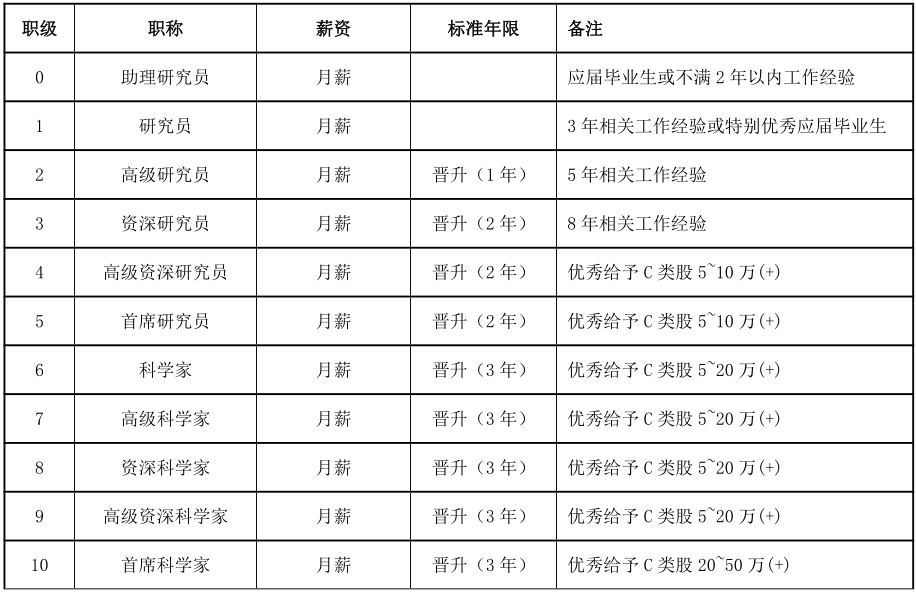 职级 职称 薪资 标准年限 备注
0 助理研究员 月薪 应届毕业生或不满 2 年以内工作经验
1 研究员 月薪 3 年相关工作经验或特别优秀应届毕业生
2 高级研究员 月薪 晋升（1 年） 5 年相关工作经验
3 资深研究员 月薪 晋升（2 年） 8 年相关工作经验
4 高级资深研究员 月薪 晋升（2 年） 优秀给予 C 类股 5~10 万(+)
5 首席研究员 月薪 晋升（2 年） 优秀给予 C 类股 5~10 万(+)
6 科学家 月薪 晋升（3 年） 优秀给予 C 类股 5~20 万(+)
7 高级科学家 月薪 晋升（3 年） 优秀给予 C 类股 5~20 万(+)
8 资深科学家 月薪 晋升（3 年） 优秀给予 C 类股 5~20 万(+)
9 高级资深科学家 月薪 晋升（3 年） 优秀给予 C 类股 5~20 万(+)
10 首席科学家 月薪 晋升（3 年） 优秀给予 C 类股 20~50 万(+)